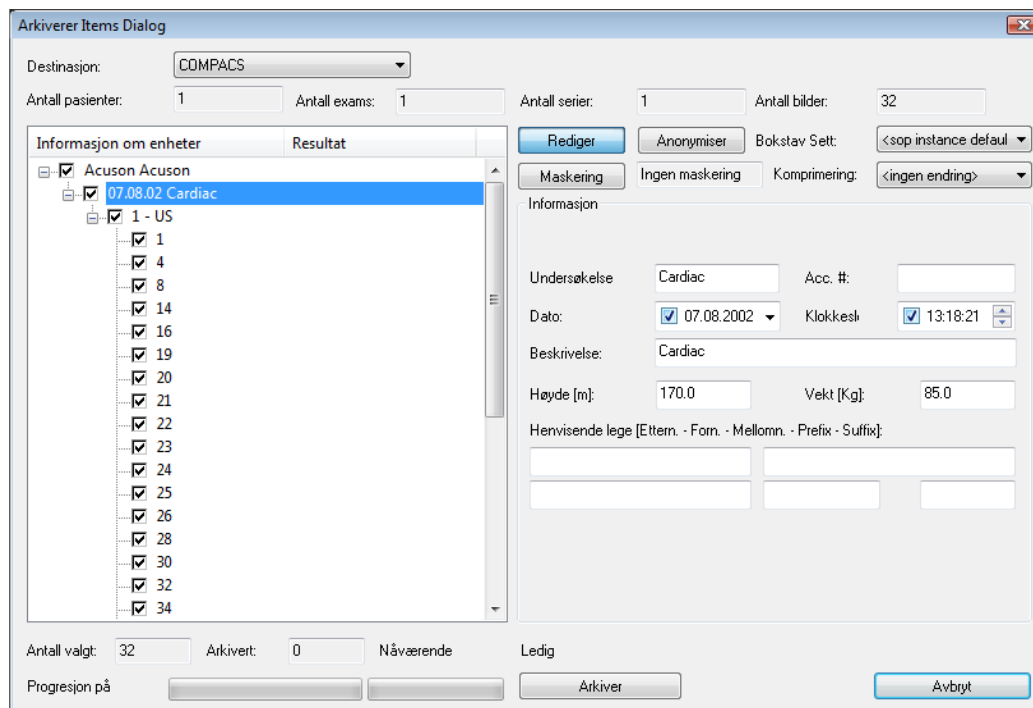 Arkiverer Items Dialog
Destinasjon: COMPACS
Antall pasienter: 1 Antall exams: 1 Antall serier: 1 Antall bilder: 32
Informasjon om enheter Resultat
Acuson Acuson
07.08.02 Cardiac
1 - US
1
4
8
14
16
19
20
21
22
23
24
25
26
28
30
32
34
Rediger Anonymiser Bokstav Sett: <sop instance defaul
Maskering Ingen maskering Komprimering: <ingen endring>
Informasjon
Undersøkelse Cardiac Acc. #:
Dato: 07.08.2002 Klokkesl 13:18:21
Beskrivelse: Cardiac
Høyde [m]: 170.0 Vekt [Kg]: 85.0
Henvisende lege [Ettern. - Forn. - Mellomn. - Prefix - Suffix]:
Antall valgt: 32 Arkivert: 0 Nåværende Ledig
Progresjon på Arkiver Avbryt